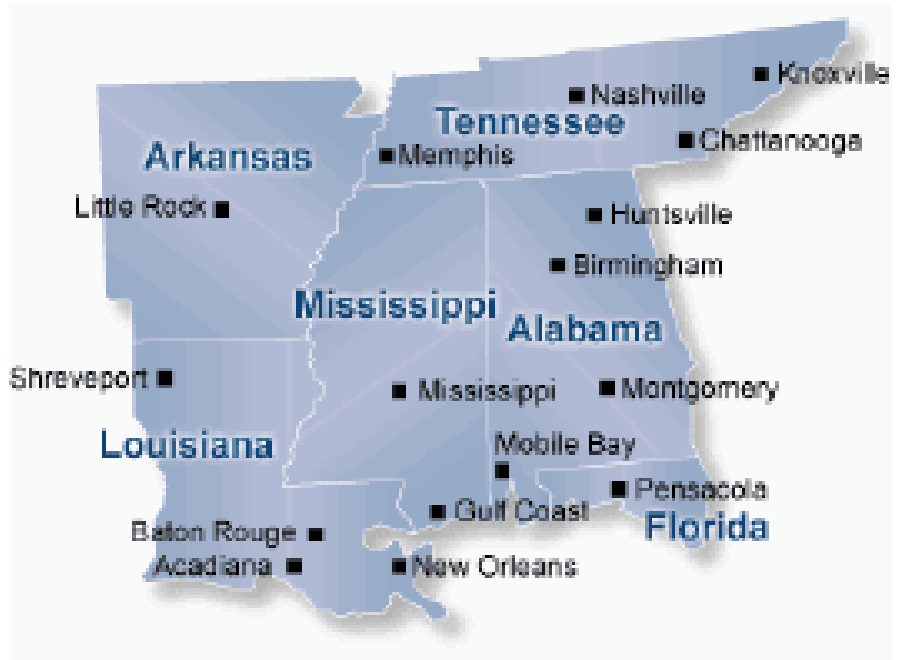 Knoxville
Nashville
Tennessee
Chattanooga
Arkansas
Memphis
Little Rock
Huntsville
Birmingham
Mississippi
Alabama
Shreveport
Mississippi
Montgomery
Louisiana
Mobile Bay
Pensacola
Gulf Coast
Florida
Baton Rouge
Acadiana
New Orleans